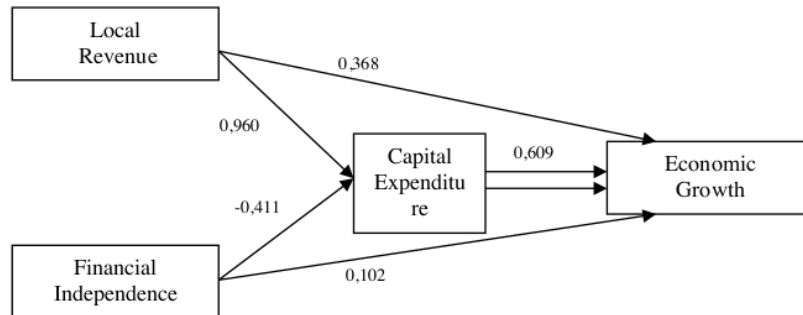 Local
Revenue
0,368
0,960
Capital
Expenditu
re
0,609
Economic
Growth
-0,411
Financial
Independence
0,102